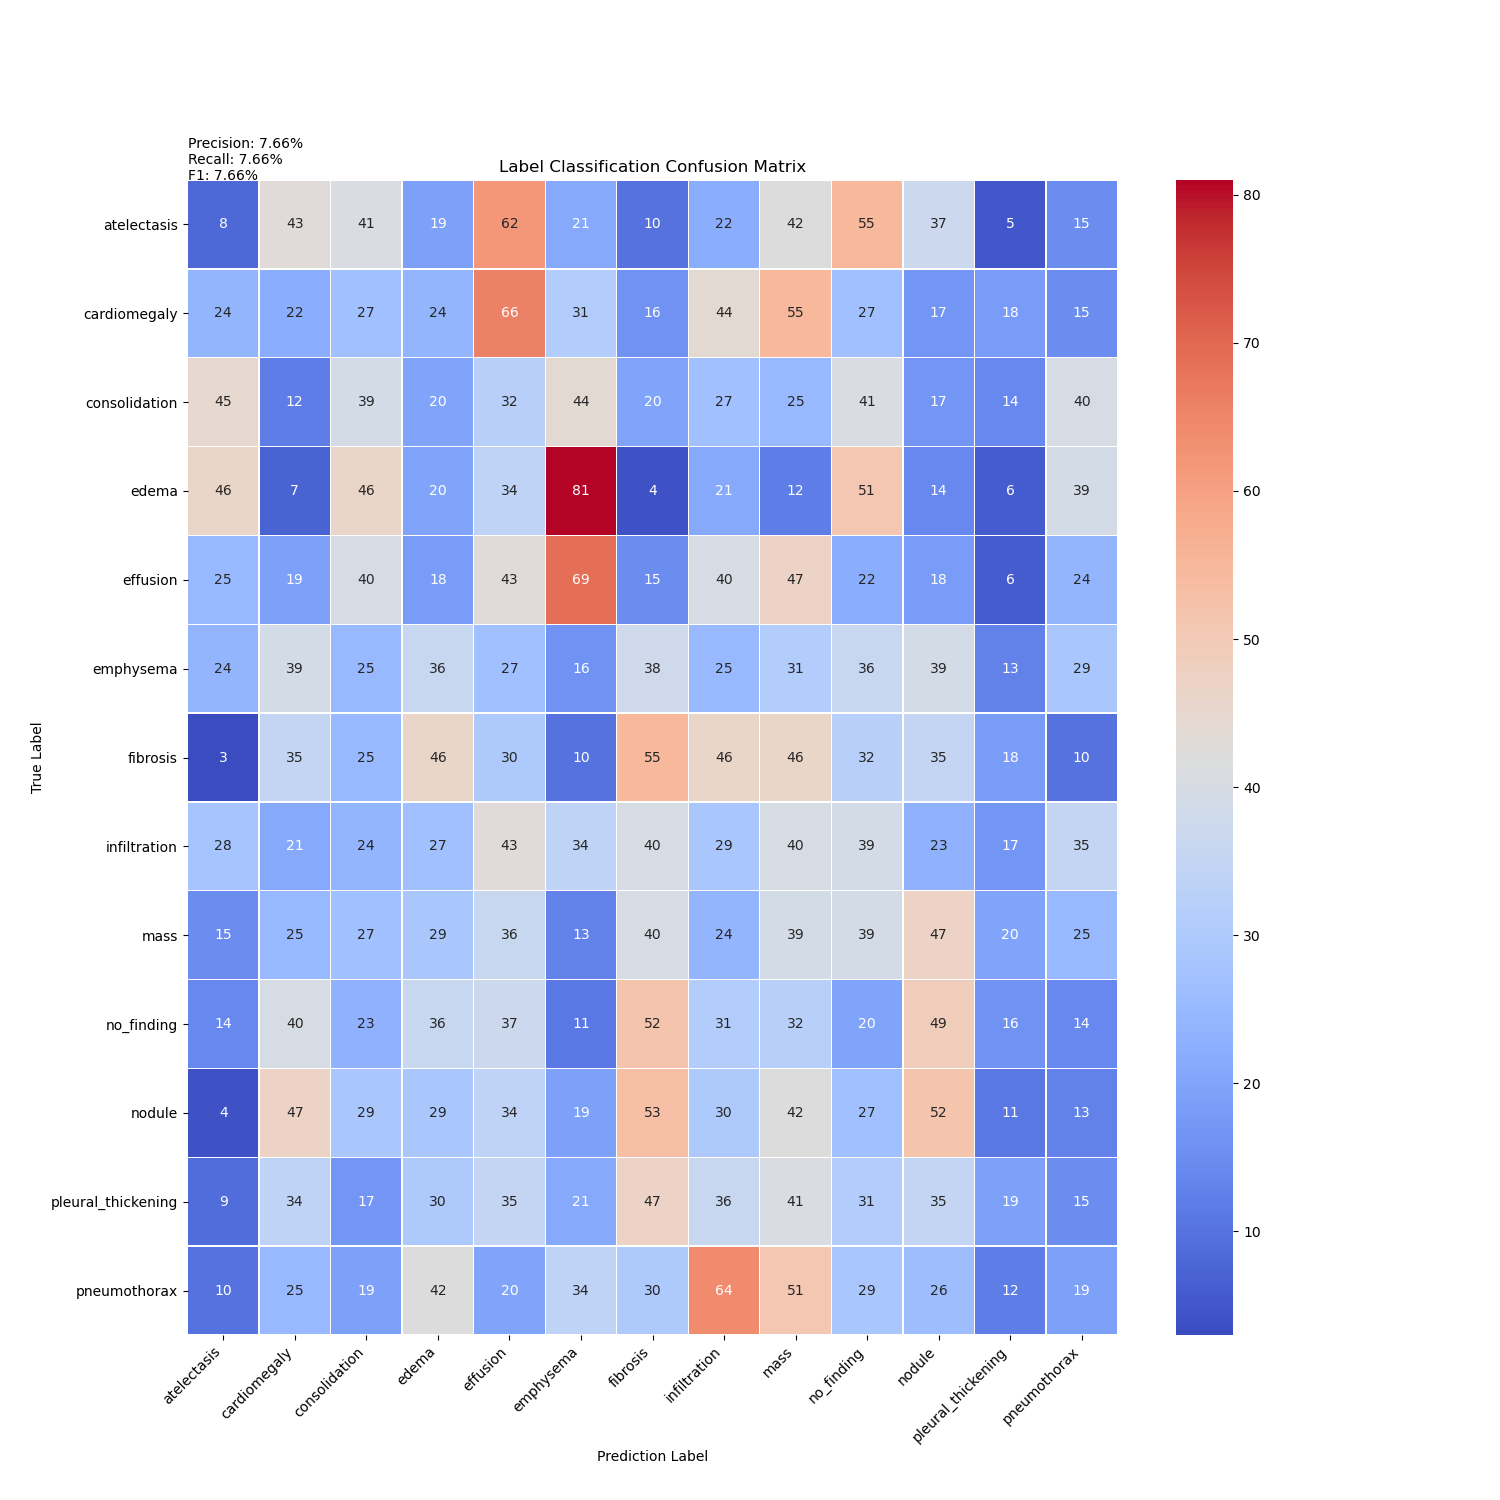 Precision: 7.66%
Recall: 7.66%
F1: 7.66%
Label Classification Confusion Matrix
True Label
atelectasis 8 43 41 19 62 21 10 22 42 55 37 5 15
cardiomegaly 24 22 27 24 66 31 16 44 55 27 17 18 15
consolidation 45 12 39 20 32 44 20 27 25 41 17 14 40
edema 46 7 46 20 34 81 4 21 12 51 14 6 39
effusion 25 19 40 18 43 69 15 40 47 22 18 6 24
emphysema 24 39 25 36 27 16 38 25 31 36 39 13 29
fibrosis 3 35 25 46 30 10 55 46 46 32 35 18 10
infiltration 28 21 24 27 43 34 40 29 40 39 23 17 35
mass 15 25 27 29 36 13 40 24 39 39 47 20 25
no_finding 14 40 23 36 37 11 52 31 32 20 49 16 14
nodule 4 47 29 29 34 19 53 30 42 27 52 11 13
pleural_thickening 9 34 17 30 35 21 47 36 41 31 35 19 15
pneumothorax 10 25 19 42 20 34 30 64 51 29 26 12 19
atelectasis cardiomegaly consolidation edema effusion emphysema fibrosis infiltration mass no_finding nodule pleural_thickening pneumothorax
Prediction Label
80
70
60
50
40
30
20
10